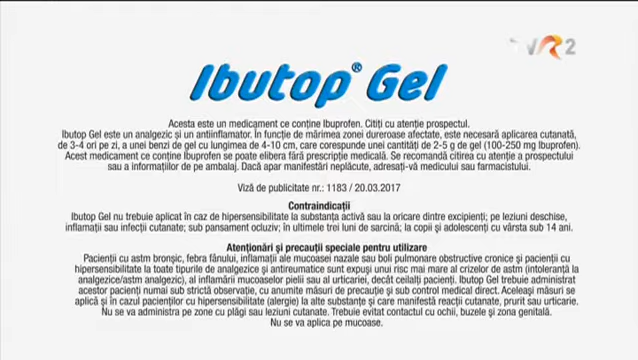 TVR 2
Ibutop® Gel
Acesta este un medicament ce conține Ibuprofen. Citiți cu atenție prospectul.
Ibutop Gel este un analgezic și un antiinflamator. În funcție de mărimea zonei dureroase afectate, este necesară aplicarea cutanată,
de 3-4 ori pe zi, a unei benzi de gel cu lungimea de 4-10 cm, care corespunde unei cantități de 2-5 g de gel (100-250 mg Ibuprofen).
Acest medicament ce conține Ibuprofen se poate elibera fără prescripție medicală. Se recomandă citirea cu atenție a prospectului
sau a informațiilor de pe ambalaj. Dacă apar manifestări neplăcute, adresați-vă medicului sau farmacistului.
Viză de publicitate nr.: 1183 / 20.03.2017
Contraindicații
Ibutop Gel nu trebuie aplicat în caz de hipersensibilitate la substanța activă sau la oricare dintre excipienți; pe leziuni deschise,
inflamații sau infecții cutanate; sub pansament ocluziv; în ultimele trei luni de sarcină; la copii și adolescenți cu vârsta sub 14 ani.
Atenționări și precauții speciale pentru utilizare
Pacienții cu astm bronșic, febra fânului, inflamații ale mucoasei nazale sau boli pulmonare obstructive cronice și pacienții cu
hipersensibilitate la toate tipurile de analgezice și antireumatice sunt expuși unui risc mai mare al crizelor de astm (intoleranță la
analgezice/astm analgezic), al inflamării mucoaselor pielii sau al urticariei, decât ceilalți pacienți. Ibutop Gel trebuie administrat
acestor pacienți numai sub strictă observație, cu anumite măsuri de precauție și sub control medical direct. Aceleași măsuri se
aplică și în cazul pacienților cu hipersensibilitate (alergie) la alte substanțe și care manifestă reacții cutanate, prurit sau urticarie.
Nu se va administra pe zone cu plăgi sau leziuni cutanate. Trebuie evitat contactul cu ochii, buzele și zona genitală.
Nu se va aplica pe mucoase.